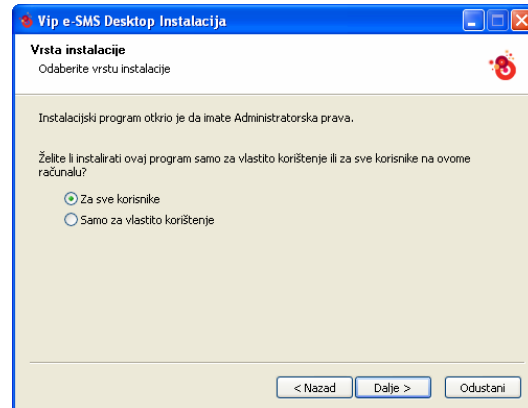 Vip e-SMS Desktop Instalacija
Vrsta instalacije
Odaberite vrstu instalacije
Instalacijski program otkrio je da imate Administratorska prava.
Želite li instalirati ovaj program samo za vlastito korištenje ili za sve korisnike na ovome
računalu?
Za sve korisnike
Samo za vlastito korištenje
< Nazad
Dalje >
Odustani